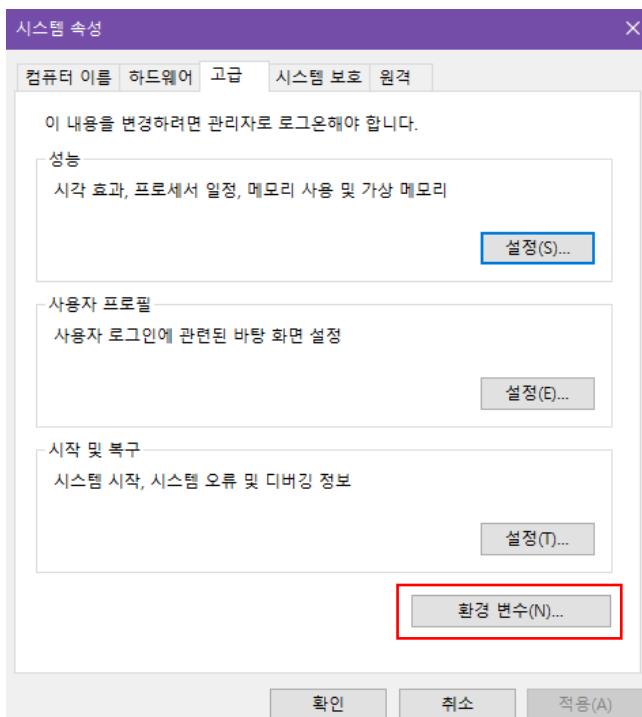 시스템 속성
컴퓨터 이름 하드웨어 고급 시스템 보호 원격
이 내용을 변경하려면 관리자로 로그온해야 합니다.
성능
시각 효과, 프로세서 일정, 메모리 사용 및 가상 메모리
설정(S)...
사용자 프로필
사용자 로그인에 관련된 바탕 화면 설정
설정(E)...
시작 및 복구
시스템 시작, 시스템 오류 및 디버깅 정보
설정(T)...
환경 변수(N)...
확인 취소 적용(A)